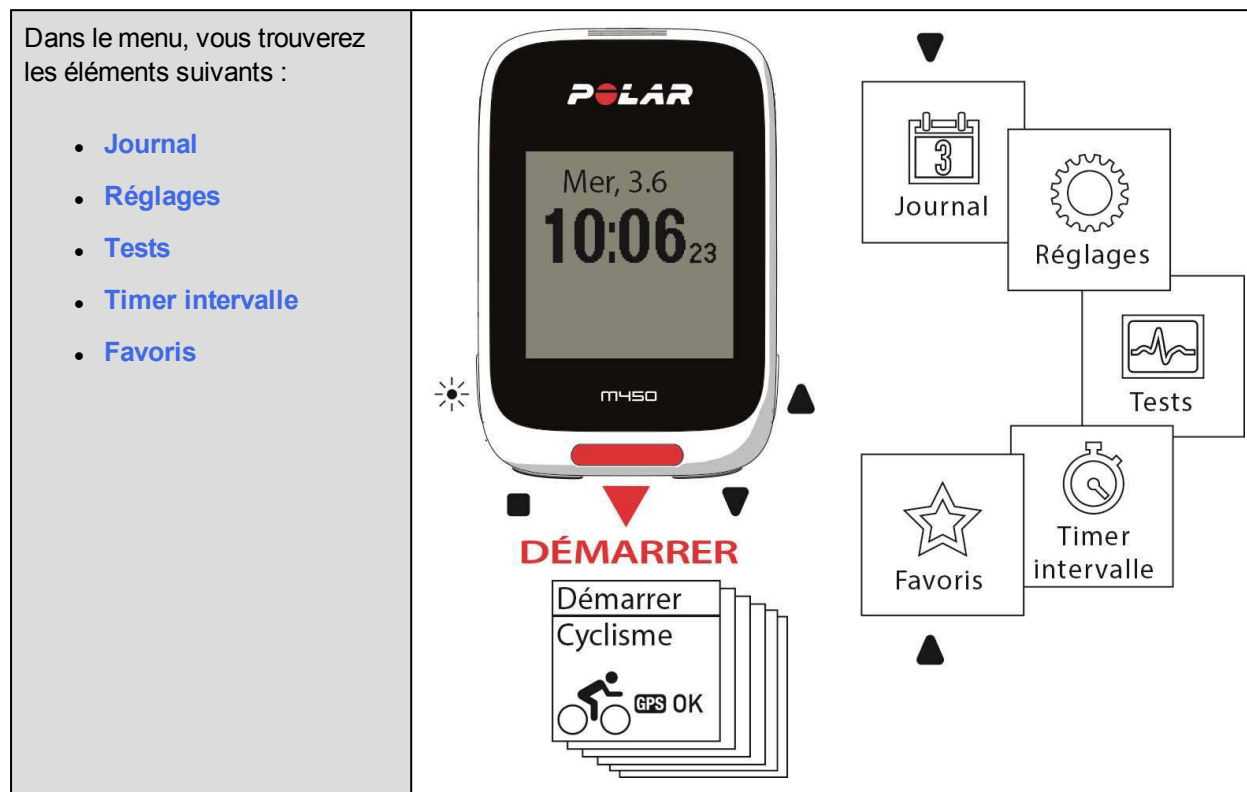 Dans le menu, vous trouverez
les éléments suivants :
• Journal
• Réglages
• Tests
• Timer intervalle
• Favoris
POLAR
Mer, 3.6
10:06 23
M450
DÉMARRER
Démarrer
Cyclisme
GPS OK
3
Journal
Réglages
Tests
Timer
intervalle
Favoris